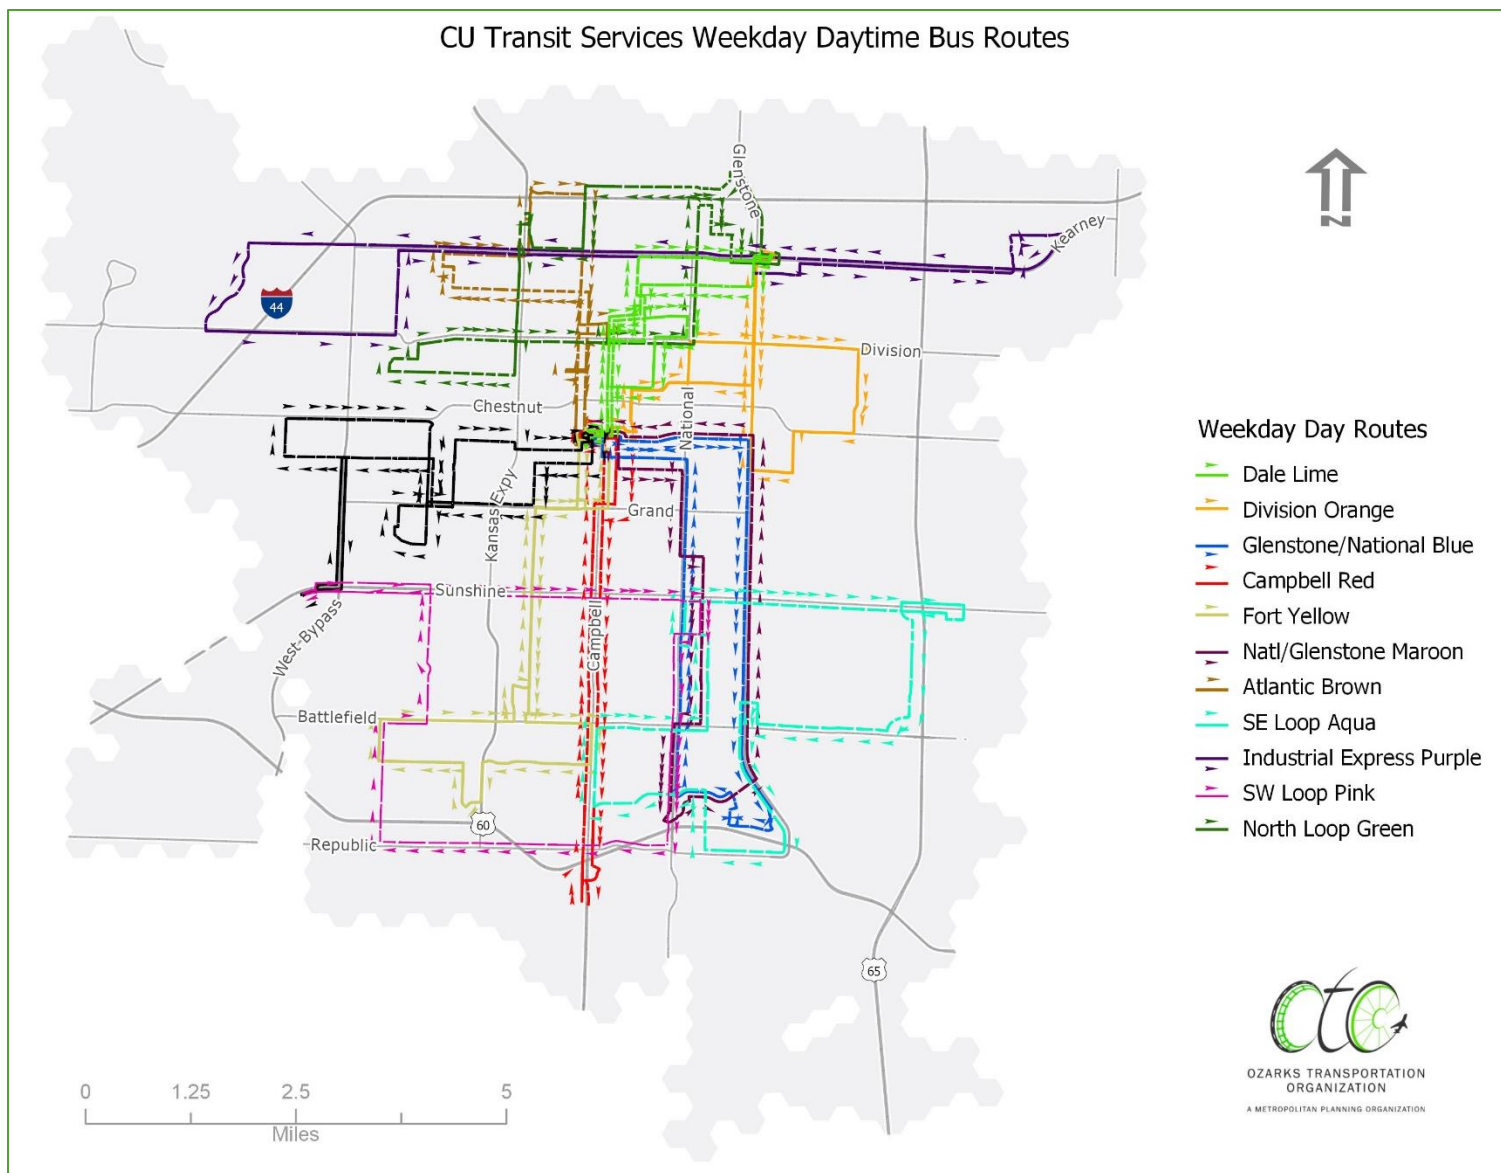 CU Transit Services Weekday Daytime Bus Routes
Glenstone
Kearney
44
Division
Chestnut
National
Kansas Expy
Grand
Sunshine
Campbell
West-Bypass
Battlefield
60
Republic
65
Weekday Day Routes
Dale Lime
Division Orange
Glenstone/National Blue
Campbell Red
Fort Yellow
Natl/Glenstone Maroon
Atlantic Brown
SE Loop Aqua
Industrial Express Purple
SW Loop Pink
North Loop Green
N
0 1.25 2.5 5
Miles
oto
OZARKS TRANSPORTATION
ORGANIZATION
A METROPOLITAN PLANNING ORGANIZATION